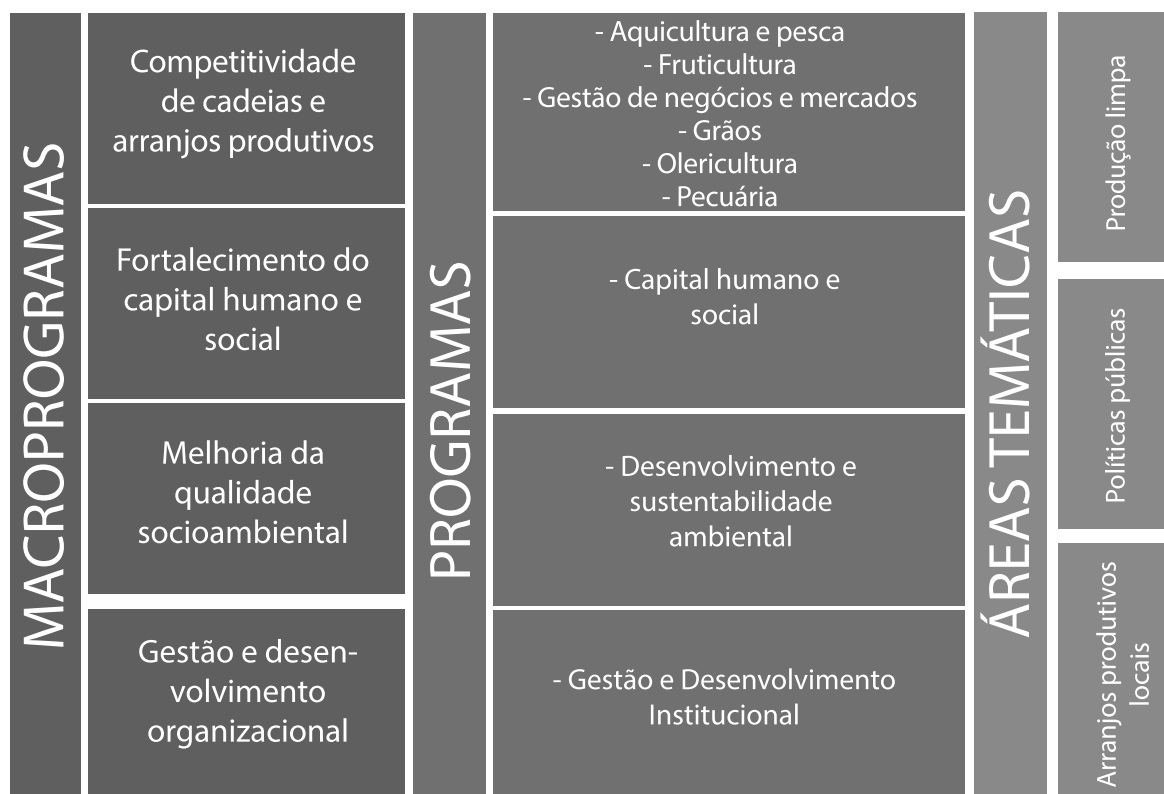 MACROPROGRAMAS
Competitividade
de cadeias e
arranjos produtivos
Fortalecimento do
capital humano e
social
Melhoria da
qualidade
socioambiental
Gestão e desen-
volvimento
organizacional
PROGRAMAS
- Aquicultura e pesca
- Fruticultura
- Gestão de negócios e mercados
- Grãos
- Olericultura
- Pecuária
- Capital humano e
social
- Desenvolvimento e
sustentabilidade
ambiental
- Gestão e Desenvolvimento
Institucional
ÁREAS TEMÁTICAS
Produção limpa
Políticas públicas
Arranjos produtivos
locais